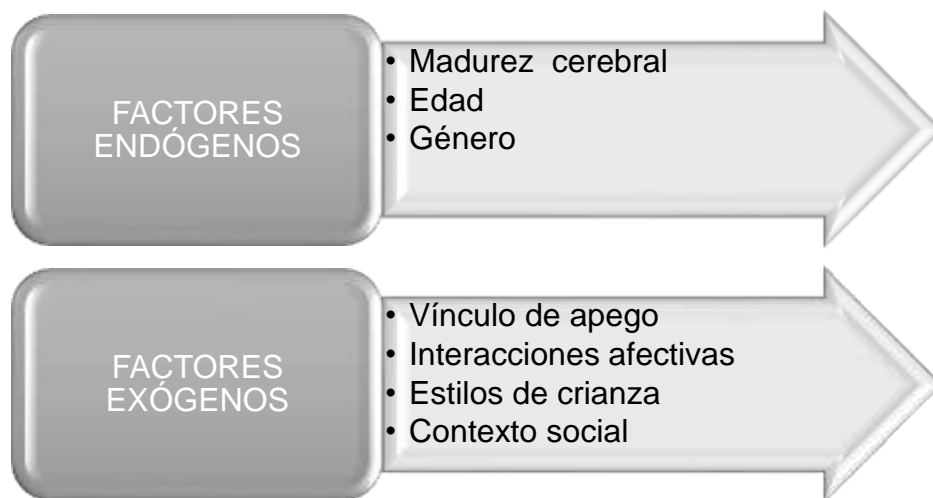 FACTORES
ENDÓGENOS
• Madurez cerebral
• Edad
• Género
FACTORES
EXÓGENOS
• Vínculo de apego
• Interacciones afectivas
• Estilos de crianza
• Contexto social